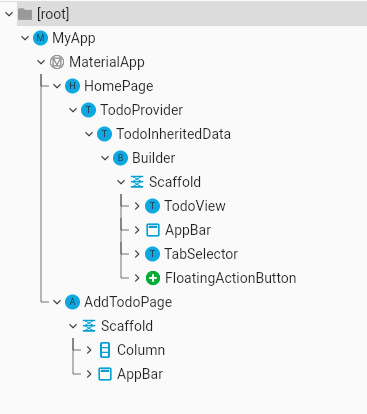 [root]
M MyApp
MaterialApp
H HomePage
T TodoProvider
T TodoInheritedData
B Builder
Scaffold
T TodoView
AppBar
T TabSelector
FloatingActionButton
A AddTodoPage
Scaffold
Column
AppBar